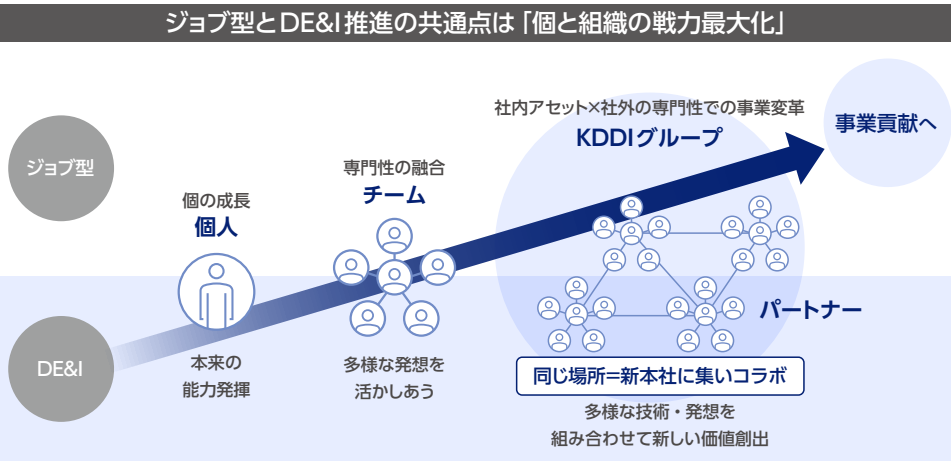 ジョブ型とDE&I推進の共通点は「個と組織の戦力最大化」
ジョブ型
個の成長
個人
専門性の融合
チーム
社内アセット×社外の専門性での事業変革
KDDIグループ
事業貢献へ
DE&I
本来の
能力発揮
多様な発想を
活かしあう
パートナー
同じ場所=新本社に集いコラボ
多様な技術・発想を
組み合わせて新しい価値創出